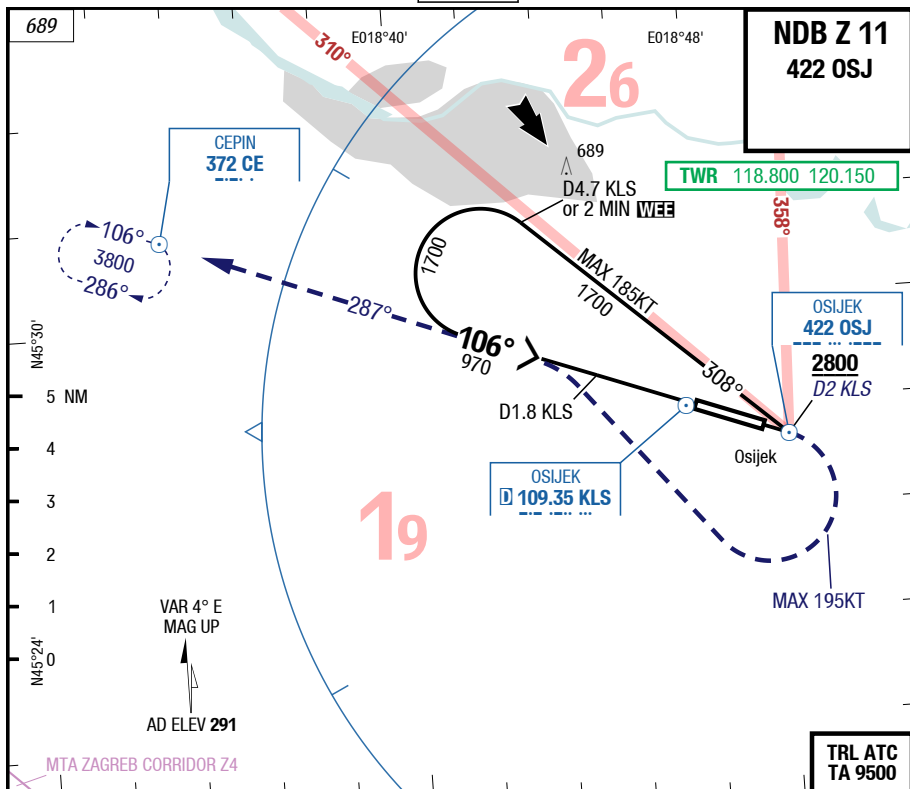 689
E018°40'
E018°48'
NDB Z 11
422 OSJ
310°
26
CEPIN
372 CE
689
D4.7 KLS
or 2 MIN WEE
TWR 118.800 120.150
358°
106°
3800
286°
1700
MAX 185KT
1700
287°
OSIJEK
422 OSJ
N45°30'
106°
970
308°
2800
D2 KLS
5 NM
D1.8 KLS
4
Osijek
OSIJEK
D 109.35 KLS
3
19
2
MAX 195KT
1
VAR 4° E
MAG UP
N45°24'
0
AD ELEV 291
MTA ZAGREB CORRIDOR Z4
TRL ATC
TA 9500